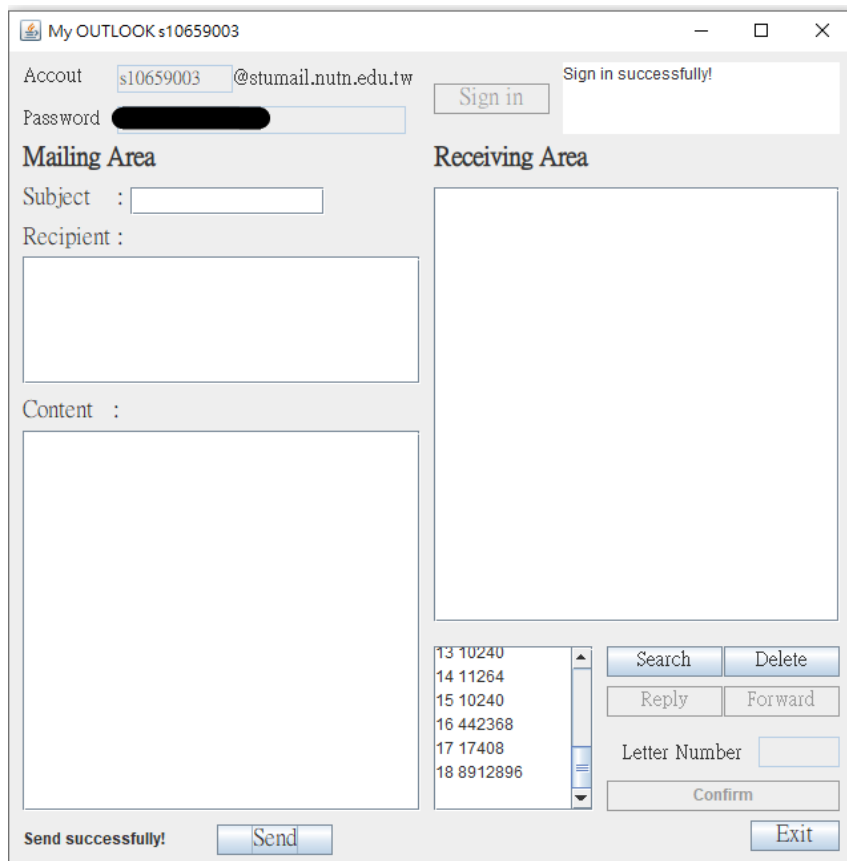 My OUTLOOK s10659003
Accout s10659003 @stumail.nutn.edu.tw
Password
Sign in
Sign in successfully!
Mailing Area
Subject :
Recipient :
Content :
Send successfully!
Send
Receiving Area
13 10240
14 11264
15 10240
16 442368
17 17408
18 8912896
Search
Delete
Reply
Forward
Letter Number
Confirm
Exit